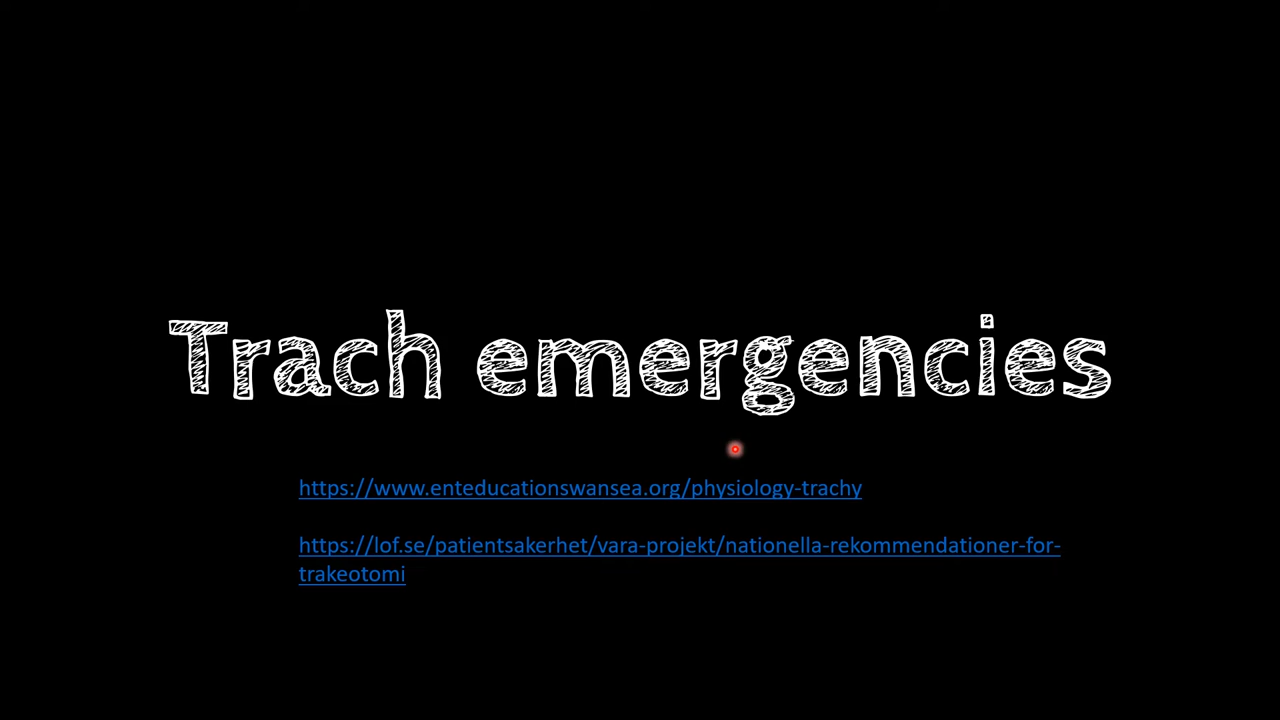 Trach emergencies
https://www.enteducationswansea.org/physiology-trachy
https://lof.se/patientsakerhet/vara-projekt/nationella-rekommendationer-for-
trakeotomi